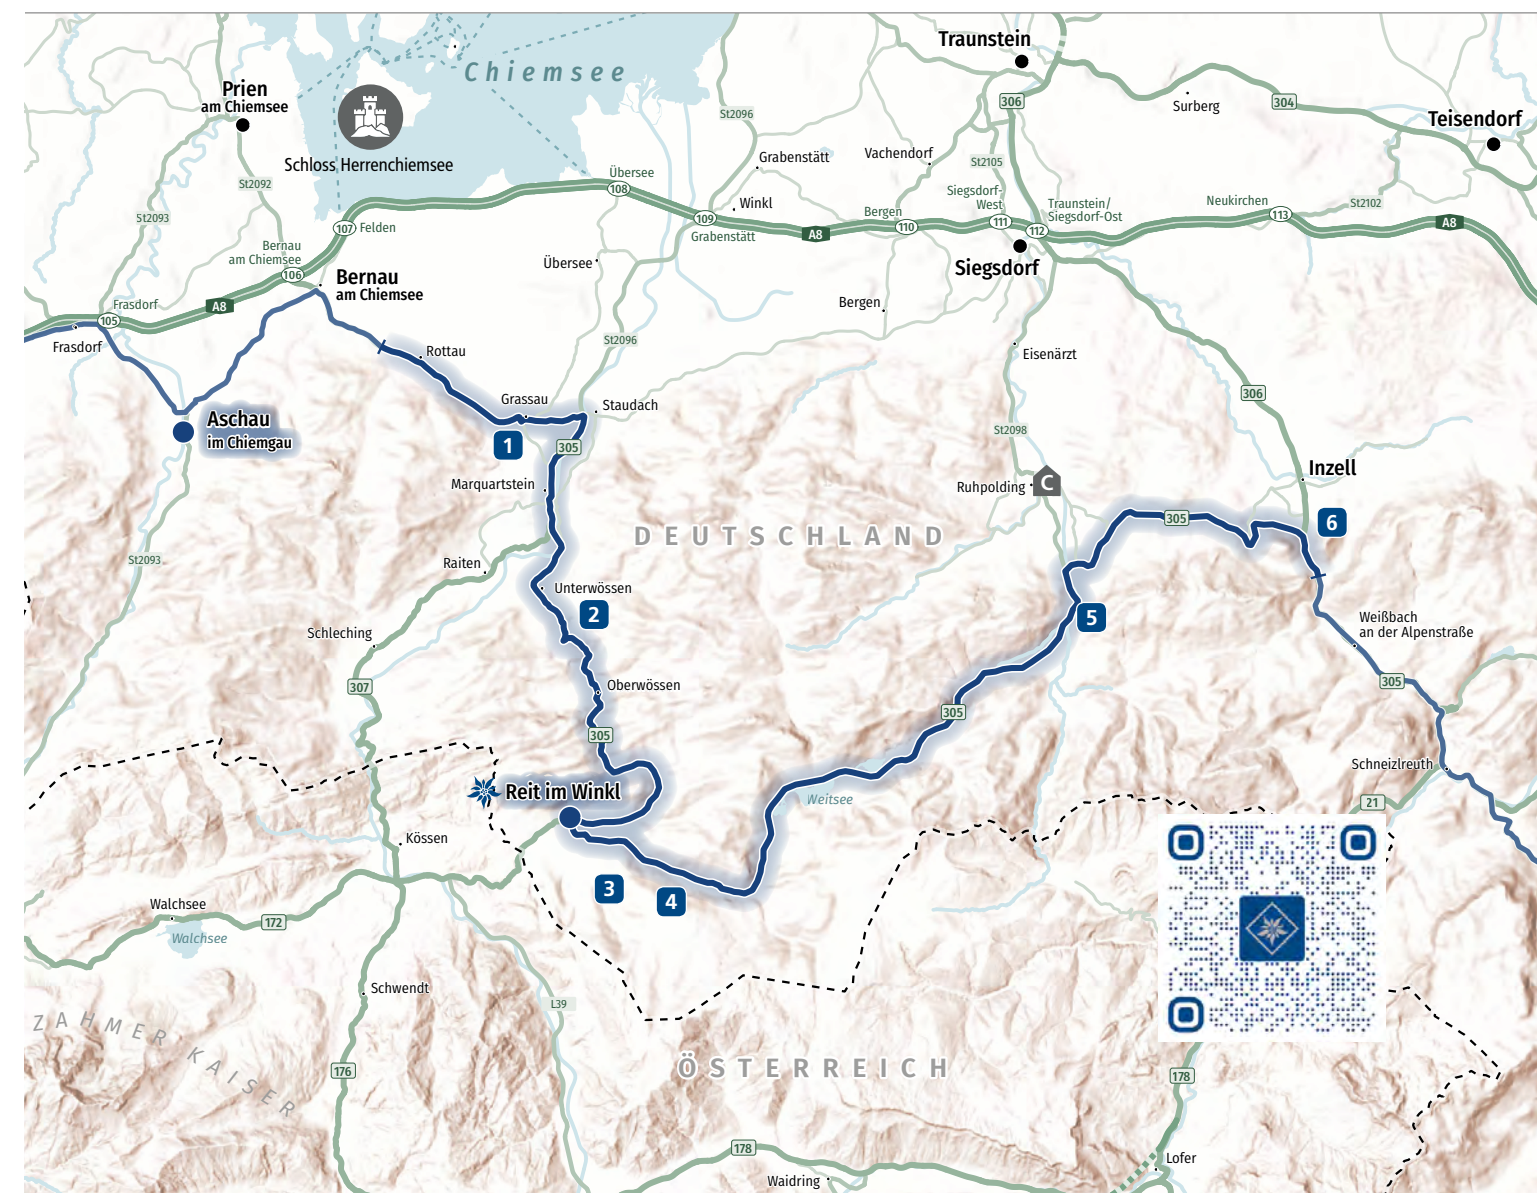 Chiemsee
Traunstein
Prien
am Chiemsee
Schloss Herrenchiemsee
306
Surberg
304
Teisendorf
St2096
Grabenstätt
Vachendorf
St2105
St2092
St2093
Übersee
108
Winkl
109
Grabenstätt
A8
Bergen
110
Siegsdorf-
West
111
112
Traunstein/
Siegsdorf-Ost
Neukirchen
113
St2102
A8
107
Felden
Bernau
am Chiemsee
106
Übersee
Siegsdorf
Bernau
am Chiemsee
Frasdorf
105
A8
Bergen
Frasdorf
Rottau
St2096
Eisenärzt
306
Grassau
Staudach
Aschau
im Chiemgau
1
305
St2098
Inzell
Marquartstein
Ruhpolding
C
DEUTSCHLAND
305
6
St2093
Raiten
Unterwössen
2
5
Weißbach
an der Alpenstraße
Schleching
307
Oberwössen
305
305
305
Schneizlreuth
Reit im Winkl
Weitsee
21
Kössen
3
4
Walchsee
172
Walchsee
Schwendt
L39
ZAHMER KAISER
ÖSTERREICH
176
178
178
Lofer
Waidring